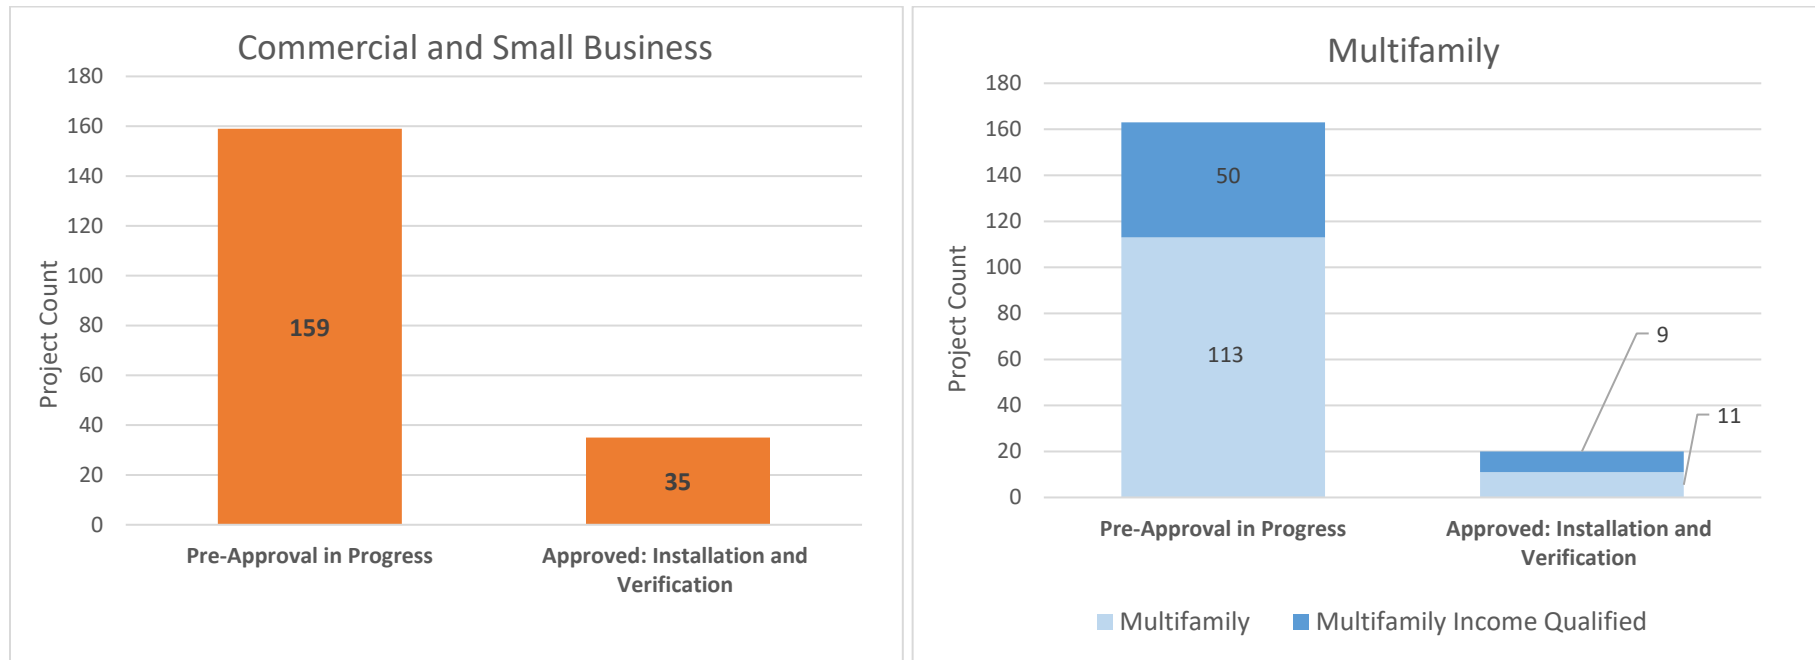 Commercial and Small Business
180
160
140
120
100
80
60
40
20
0
Project Count
159
35
Pre-Approval in Progress
Approved: Installation and
Verification
Multifamily
180
160
140
120
100
80
60
40
20
0
Project Count
50
113
9
11
Pre-Approval in Progress
Approved: Installation and
Verification
Multifamily
Multifamily Income Qualified